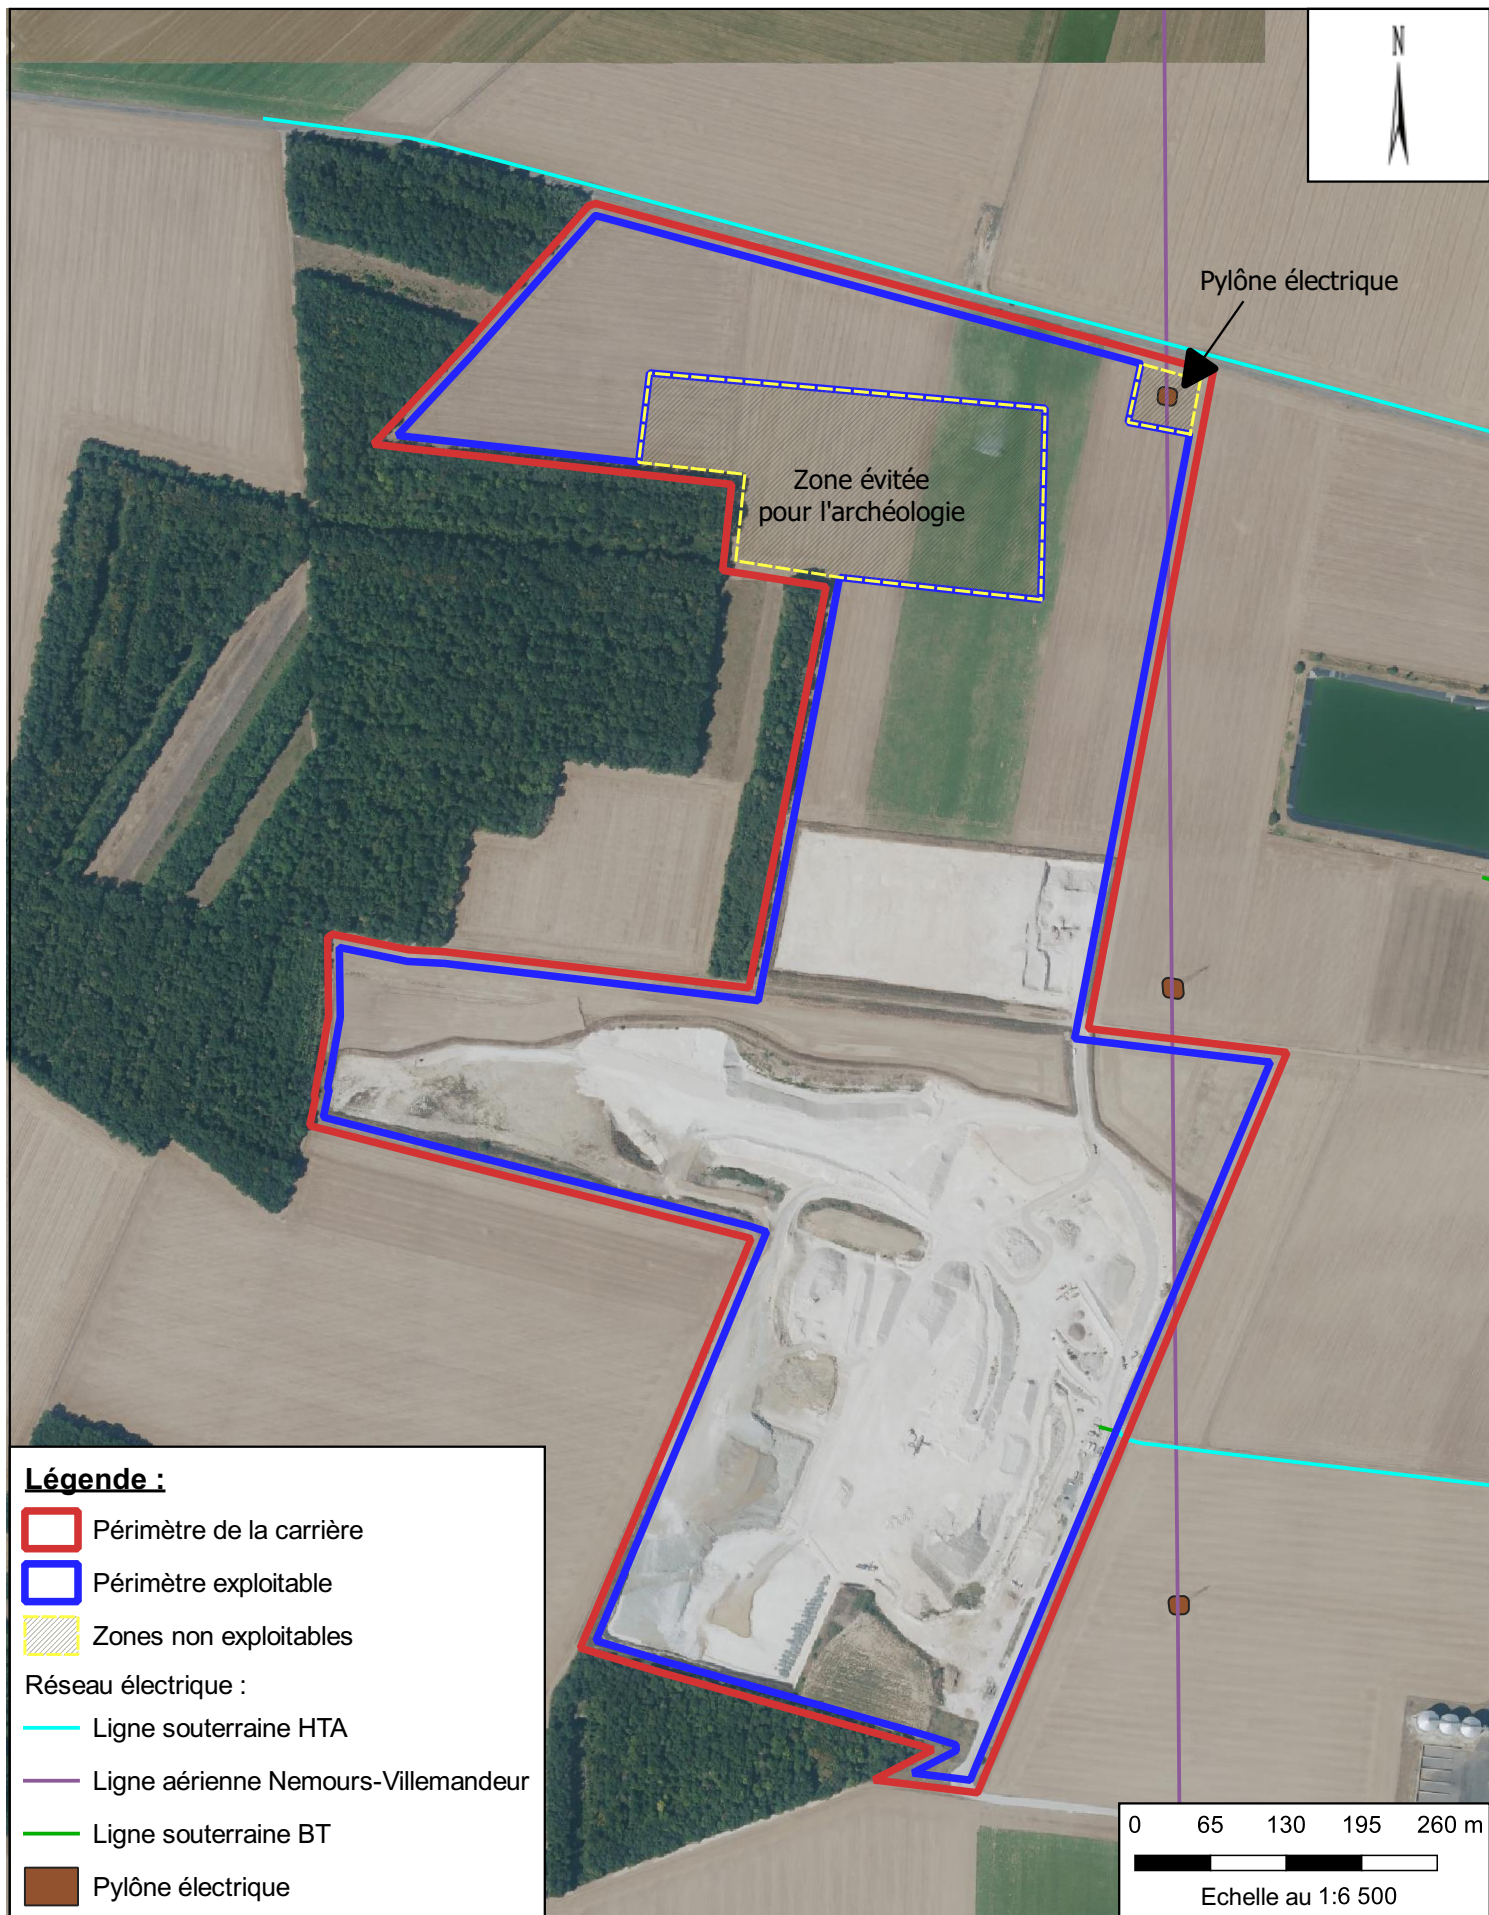 N
Pylône électrique
Zone évitée
pour l'archéologie
Légende :
Périmètre de la carrière
Périmètre exploitable
Zones non exploitables
Réseau électrique :
Ligne souterraine HTA
Ligne aérienne Nemours-Villemandeur
Ligne souterraine BT
Pylône électrique
0 65 130 195 260 m
Echelle au 1:6 500